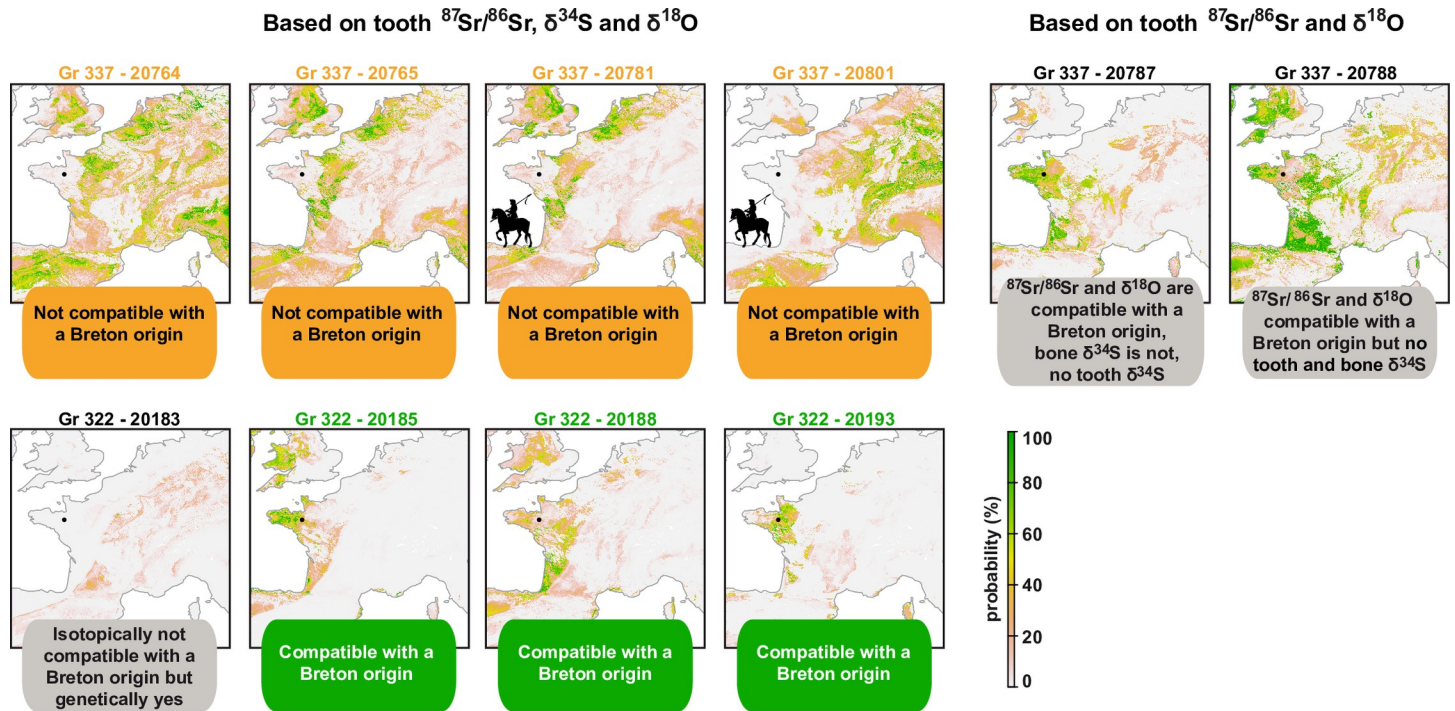 Based on tooth ⁸⁷Sr/⁸⁶Sr, δ³⁴S and δ¹⁸O
Based on tooth ⁸⁷Sr/⁸⁶Sr and δ¹⁸O
Gr 337 - 20764
Gr 337 - 20765
Gr 337 - 20781
Gr 337 - 20801
Gr 337 - 20787
Gr 337 - 20788
Not compatible with
a Breton origin
Not compatible with
a Breton origin
Not compatible with
a Breton origin
Not compatible with
a Breton origin
⁸⁷Sr/⁸⁶Sr and δ¹⁸O are
compatible with a
Breton origin,
bone δ³⁴S is not,
no tooth δ³⁴S
⁸⁷Sr/⁸⁶Sr and δ¹⁸O
compatible with a
Breton origin but no
tooth and bone δ³⁴S
Gr 322 - 20183
Gr 322 - 20185
Gr 322 - 20188
Gr 322 - 20193
Isotopically not
compatible with a
Breton origin but
genetically yes
Compatible with a
Breton origin
Compatible with a
Breton origin
Compatible with a
Breton origin
probability (%)
100
80
60
40
20
0